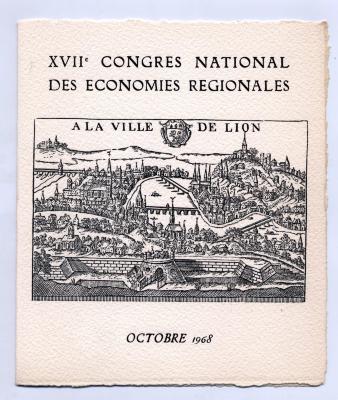 XVIIe CONGRES NATIONAL
DES ECONOMIES REGIONALES
A LA VILLE DE LION
OCTOBRE 1968